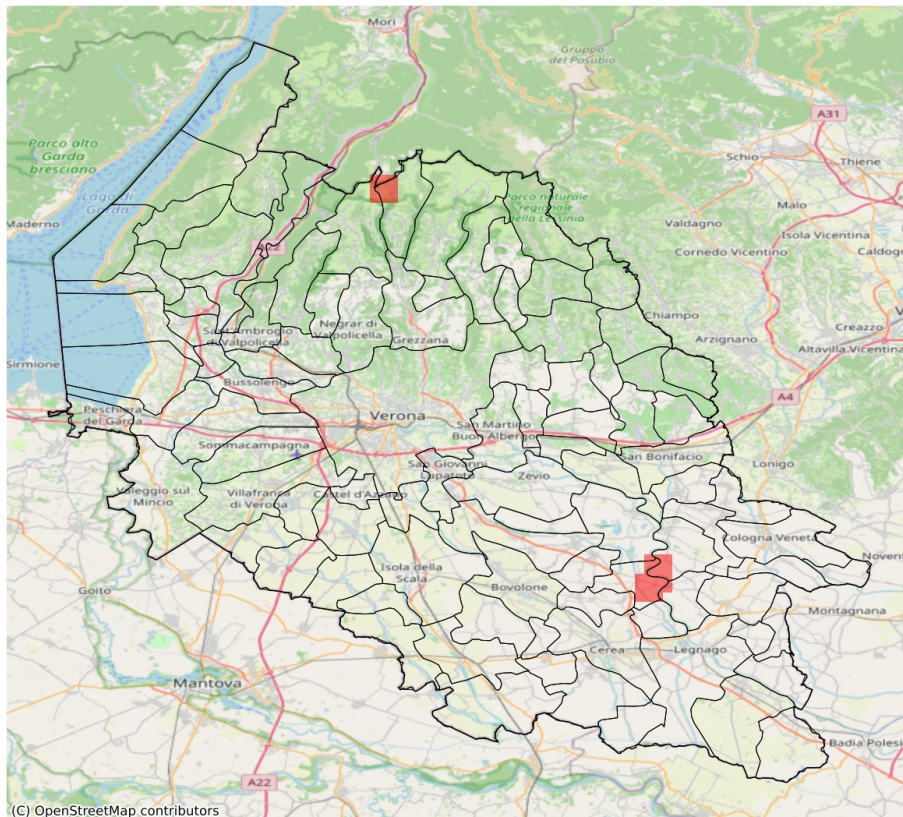 Mori
Gruppo
del Pasubio
A31
Parco alto
Garda
bresciano
Schio
Thiene
Lago di
Garda
Parco naturale
regionale
della Lessinia
Malo
Maderno
Valdagno
Isola Vicentina
A22
Cornedo Vicentino
Caldogn
Chiampo
Sant'Ambrogio
di Valpolicella
Negrar di
Valpolicella
Grezzana
Arzignano
Creazzo
Altavilla Vicentina
Sirmione
Bussolengo
A4
Peschiera
del Garda
Verona
San Martino
Buon Albergo
Sommacampagna
San Bonifacio
Lonigo
San Giovanni
Lupatoto
Zevio
Valeggio sul
Mincio
Villafranca
di Verona
Castel d'Azzano
Cologna Veneta
Isola della
Scala
Bovolone
Goito
Montagnana
Cerea
Legnago
Mantova
Badia Polesi
A22
(C) OpenStreetMap contributors